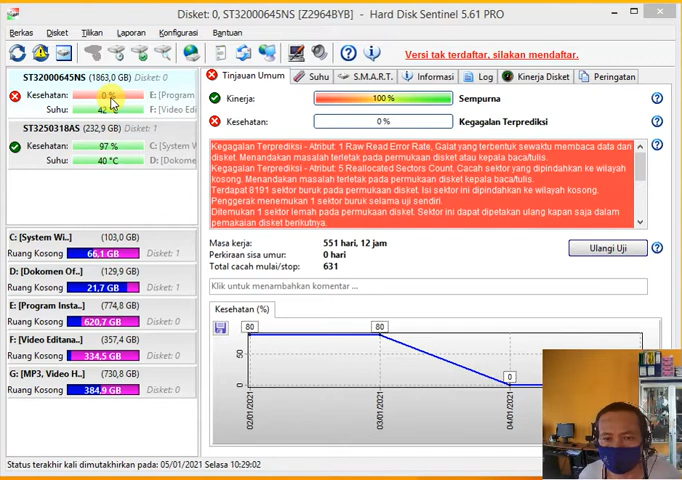 Disket: 0, ST32000645NS [Z2964BYB] - Hard Disk Sentinel 5.61 PRO
Berkas Disket Tampilan Laporan Konfigurasi Bantuan
Versi tak terdaftar, silakan mendaftar.
ST32000645NS (1863,0 GB) Disket: 0
Kesehatan: 0 % E: [Program
Suhu: 42 °C F: [Video Edi
ST3250318AS (232,9 GB) Disket: 1
Kesehatan: 97 % C: [System W
Suhu: 40 °C D: [Dokome
C: [System Wi..] (103,0 GB)
Ruang Kosong 66,1 GB Disket: 1
D: [Dokomen Of..] (129,9 GB)
Ruang Kosong 21,7 GB Disket: 1
E: [Program Insta..] (774,8 GB)
Ruang Kosong 620,7 GB Disket: 0
F: [Video Editana..] (357,4 GB)
Ruang Kosong 334,5 GB Disket: 0
G: [MP3, Video H..] (730,8 GB)
Ruang Kosong 384,9 GB Disket: 0
Tinjauan Umum Suhu S.M.A.R.T. Informasi Log Kinerja Disket Peringatan
Kinerja: 100 % Sempurna
Kesehatan: 0 % Kegagalan Terprediksi
Kegagalan Terprediksi - Atribut: 1 Raw Read Error Rate, Galat yang terbentuk sewaktu membaca data dari
disket. Menandakan masalah terletak pada permukaan disket atau kepala baca/tulis.
Kegagalan Terprediksi - Atribut: 5 Reallocated Sectors Count, Cacah sektor yang dipindahkan ke wilayah
kosong. Menandakan masalah terletak pada permukaan disket atau kepala baca/tulis.
Terdapat 8191 sektor buruk pada permukaan disket. Isi sektor ini dipindahkan ke wilayah kosong.
Penggerak menemukan 1 sektor buruk selama uji sendiri.
Ditemukan 1 sektor lemah pada permukaan disket. Sektor ini dapat dipetakan ulang kapan saja dalam
pemakaian disket berikutnya.
Masa kerja: 551 hari, 12 jam
Perkiraan sisa umur: 0 hari
Total cacah mulai/stop: 631
Ulangi Uji
Klik untuk menambahkan komentar ...
Kesehatan (%)
80 80
50
0 0
02/01/2021 03/01/2021 04/01/2021
Status terakhir kali dimutakhirkan pada: 05/01/2021 Selasa 10:29:02